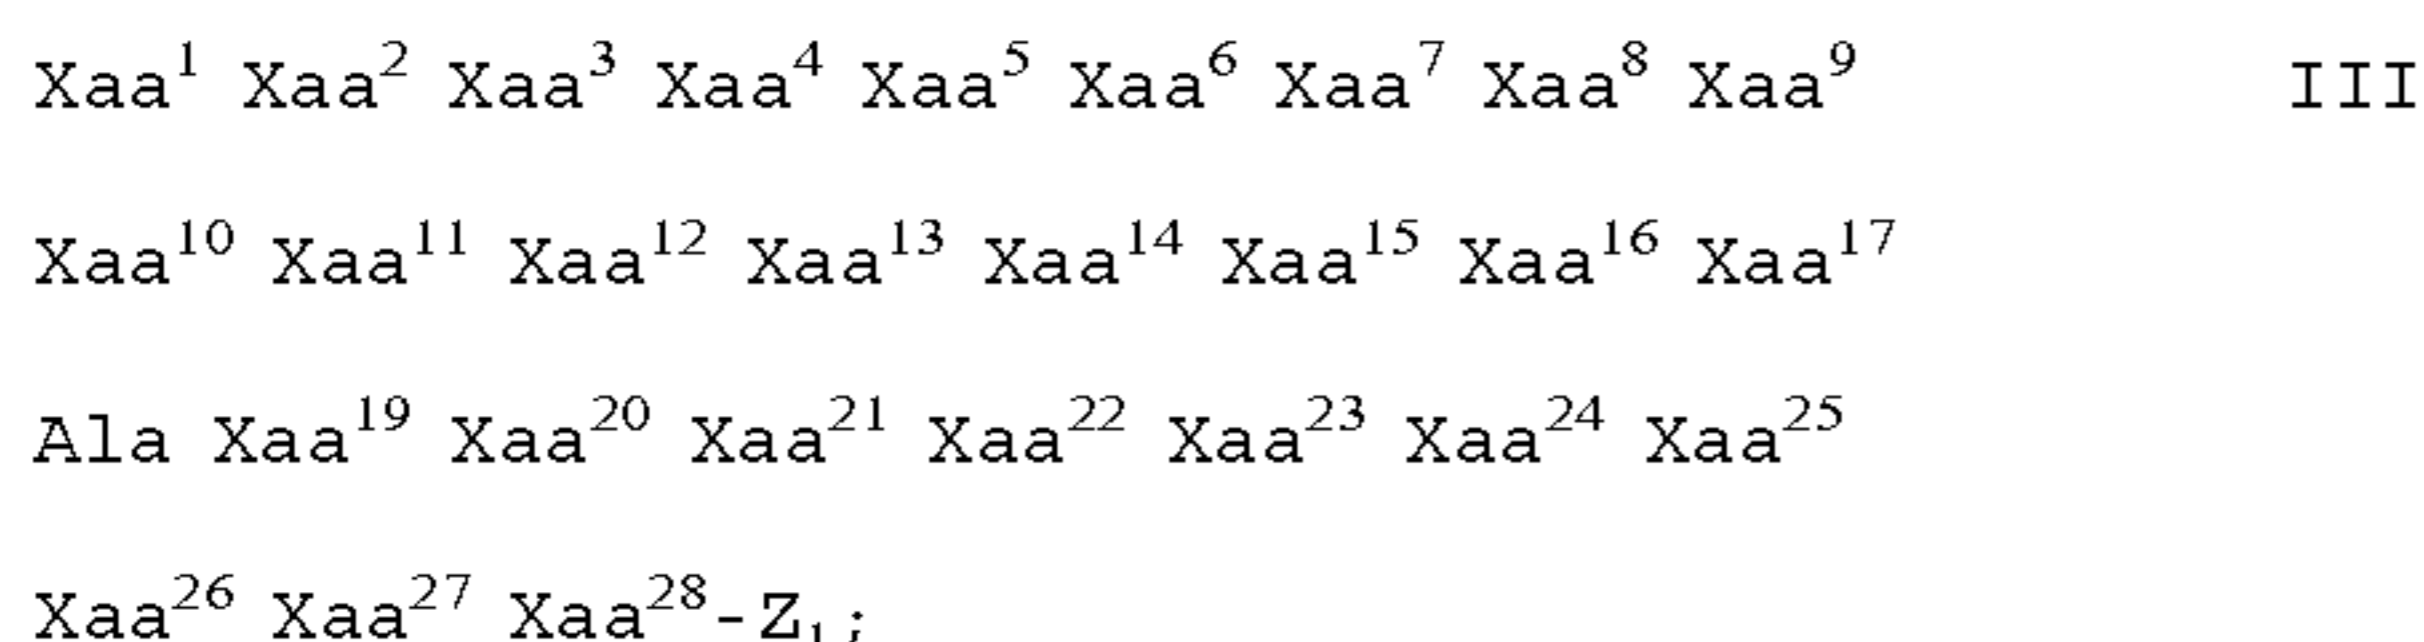 Xaa¹ Xaa² Xaa³ Xaa⁴ Xaa⁵ Xaa⁶ Xaa⁷ Xaa⁸ Xaa⁹ III
Xaa¹⁰ Xaa¹¹ Xaa¹² Xaa¹³ Xaa¹⁴ Xaa¹⁵ Xaa¹⁶ Xaa¹⁷
Ala Xaa¹⁹ Xaa²⁰ Xaa²¹ Xaa²² Xaa²³ Xaa²⁴ Xaa²⁵
Xaa²⁶ Xaa²⁷ Xaa²⁸-Z₁;